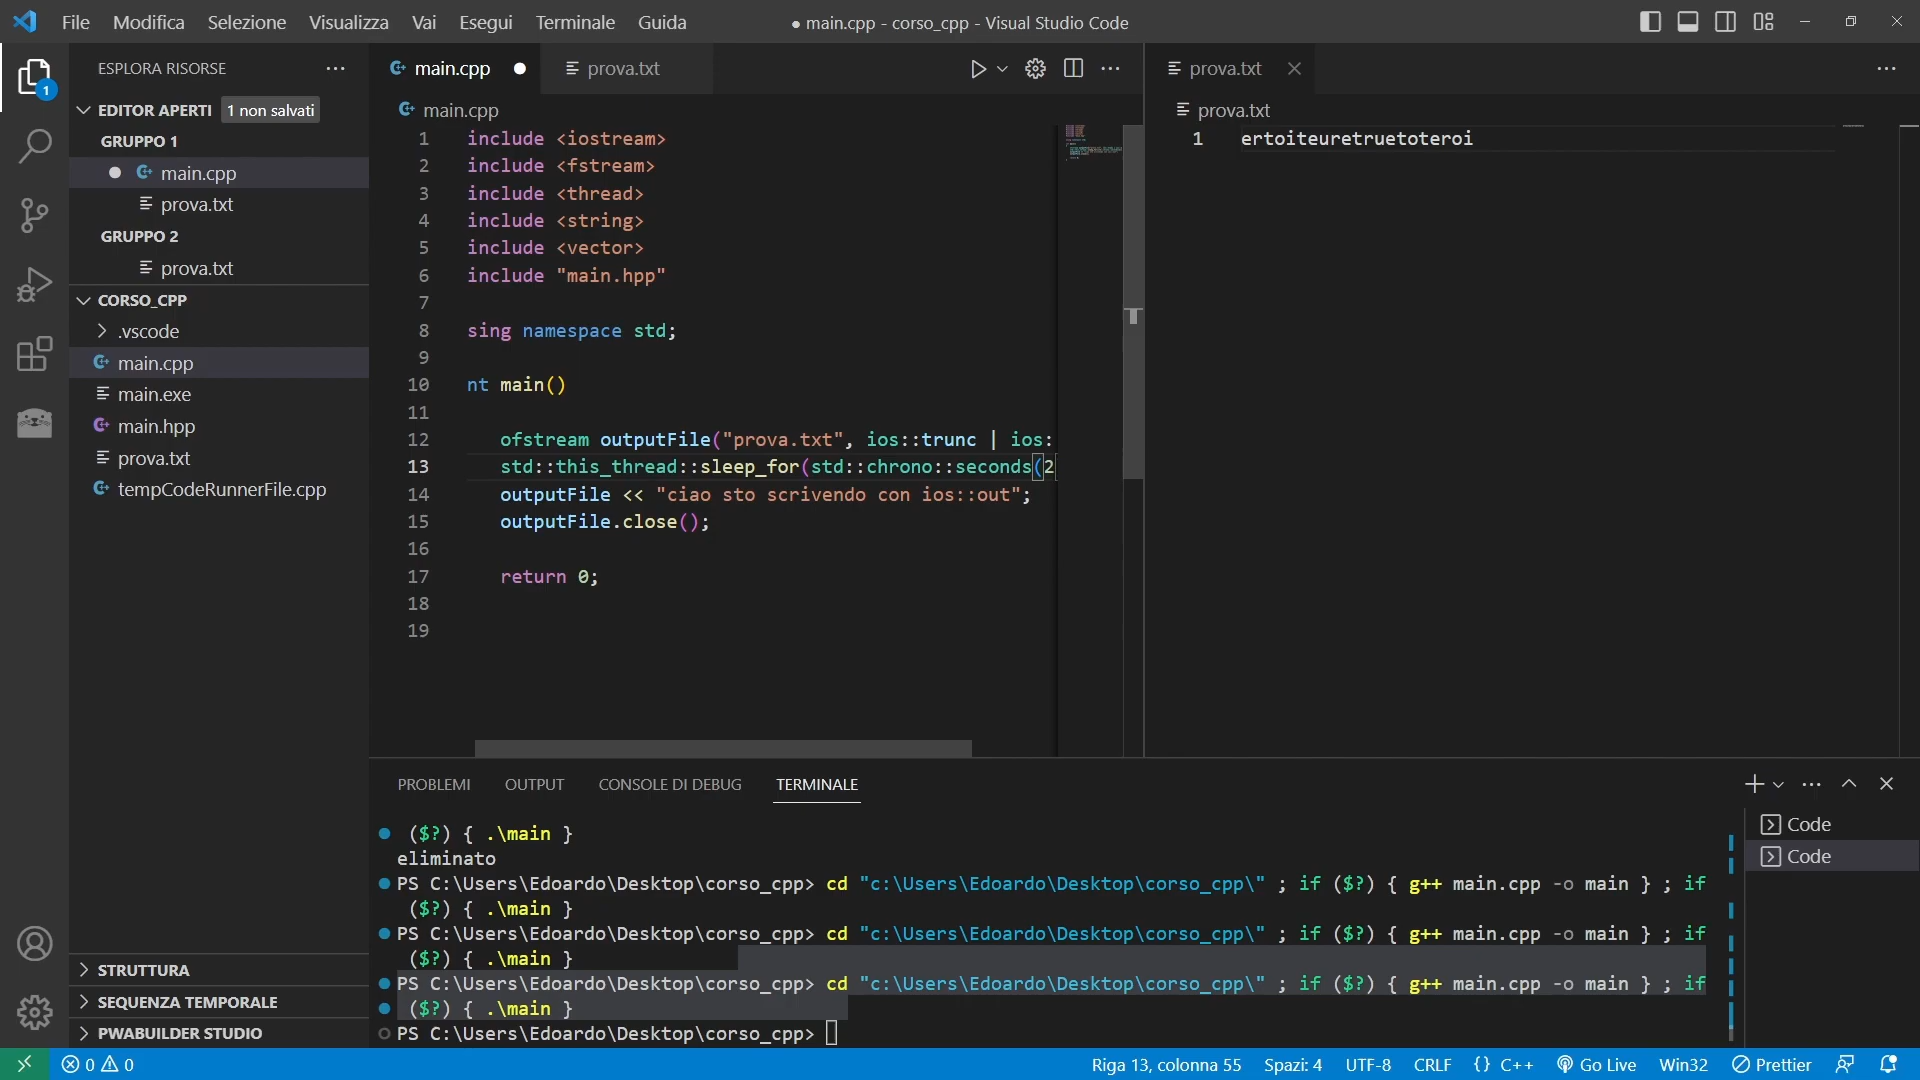 File Modifica Selezione Visualizza Vai Esegui Terminale Guida ● main.cpp - corso_cpp - Visual Studio Code
ESPLORA RISORSE
EDITOR APERTI 1 non salvati
GRUPPO 1
main.cpp
prova.txt
GRUPPO 2
prova.txt
CORSO_CPP
.vscode
main.cpp
main.exe
main.hpp
prova.txt
tempCodeRunnerFile.cpp
STRUTTURA
SEQUENZA TEMPORALE
PWABUILDER STUDIO
1
main.cpp
prova.txt
main.cpp
1 include <iostream>
2 include <fstream>
3 include <thread>
4 include <string>
5 include <vector>
6 include "main.hpp"
7
8 sing namespace std;
9
10 nt main()
11
12 ofstream outputFile("prova.txt", ios::trunc | ios:
13 std::this_thread::sleep_for(std::chrono::seconds(2
14 outputFile << "ciao sto scrivendo con ios::out";
15 outputFile.close();
16
17 return 0;
18
19
prova.txt
prova.txt
1 ertoiteuretruetoteroi
PROBLEMI OUTPUT CONSOLE DI DEBUG TERMINALE
($?) { .\main }
eliminato
PS C:\Users\Edoardo\Desktop\corso_cpp> cd "c:\Users\Edoardo\Desktop\corso_cpp\" ; if ($?) { g++ main.cpp -o main } ; if
($?) { .\main }
PS C:\Users\Edoardo\Desktop\corso_cpp> cd "c:\Users\Edoardo\Desktop\corso_cpp\" ; if ($?) { g++ main.cpp -o main } ; if
($?) { .\main }
PS C:\Users\Edoardo\Desktop\corso_cpp> cd "c:\Users\Edoardo\Desktop\corso_cpp\" ; if ($?) { g++ main.cpp -o main } ; if
($?) { .\main }
PS C:\Users\Edoardo\Desktop\corso_cpp>
Code
Code
0 0 Riga 13, colonna 55 Spazi: 4 UTF-8 CRLF {} C++ Go Live Win32 Prettier